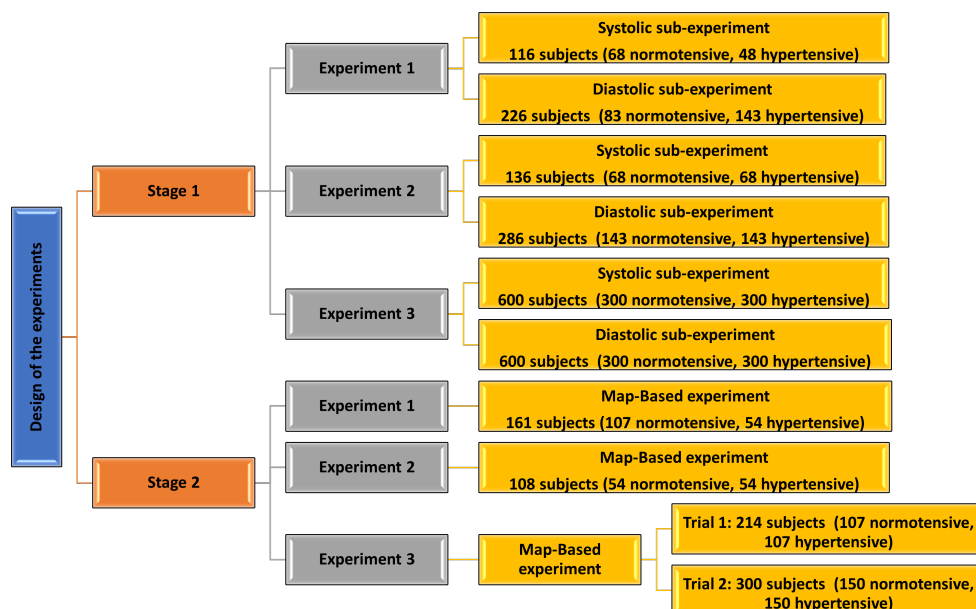 Design of the experiments
Stage 1
Experiment 1
Systolic sub-experiment
116 subjects (68 normotensive, 48 hypertensive)
Diastolic sub-experiment
226 subjects (83 normotensive, 143 hypertensive)
Experiment 2
Systolic sub-experiment
136 subjects (68 normotensive, 68 hypertensive)
Diastolic sub-experiment
286 subjects (143 normotensive, 143 hypertensive)
Experiment 3
Systolic sub-experiment
600 subjects (300 normotensive, 300 hypertensive)
Diastolic sub-experiment
600 subjects (300 normotensive, 300 hypertensive)
Stage 2
Experiment 1
Map-Based experiment
161 subjects (107 normotensive, 54 hypertensive)
Experiment 2
Map-Based experiment
108 subjects (54 normotensive, 54 hypertensive)
Experiment 3
Map-Based
experiment
Trial 1: 214 subjects (107 normotensive,
107 hypertensive)
Trial 2: 300 subjects (150 normotensive,
150 hypertensive)